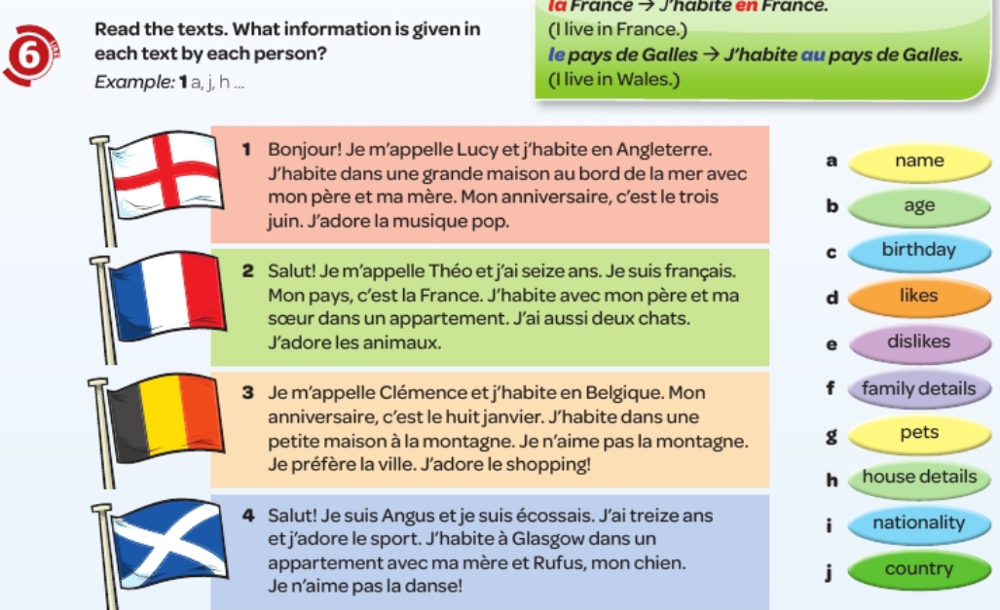 6
Read the texts. What information is given in
each text by each person?
Example: 1 a, j, h ...
la France → J'habite en France.
(I live in France.)
le pays de Galles → J'habite au pays de Galles.
(I live in Wales.)
1 Bonjour! Je m'appelle Lucy et j'habite en Angleterre.
J'habite dans une grande maison au bord de la mer avec
mon père et ma mère. Mon anniversaire, c'est le trois
juin. J'adore la musique pop.
2 Salut! Je m'appelle Théo et j'ai seize ans. Je suis français.
Mon pays, c'est la France. J'habite avec mon père et ma
sœur dans un appartement. J'ai aussi deux chats.
J'adore les animaux.
3 Je m'appelle Clémence et j'habite en Belgique. Mon
anniversaire, c'est le huit janvier. J'habite dans une
petite maison à la montagne. Je n'aime pas la montagne.
Je préfère la ville. J'adore le shopping!
4 Salut! Je suis Angus et je suis écossais. J'ai treize ans
et j'adore le sport. J'habite à Glasgow dans un
appartement avec ma mère et Rufus, mon chien.
Je n'aime pas la danse!
a name
b age
c birthday
d likes
e dislikes
f family details
g pets
h house details
i nationality
j country